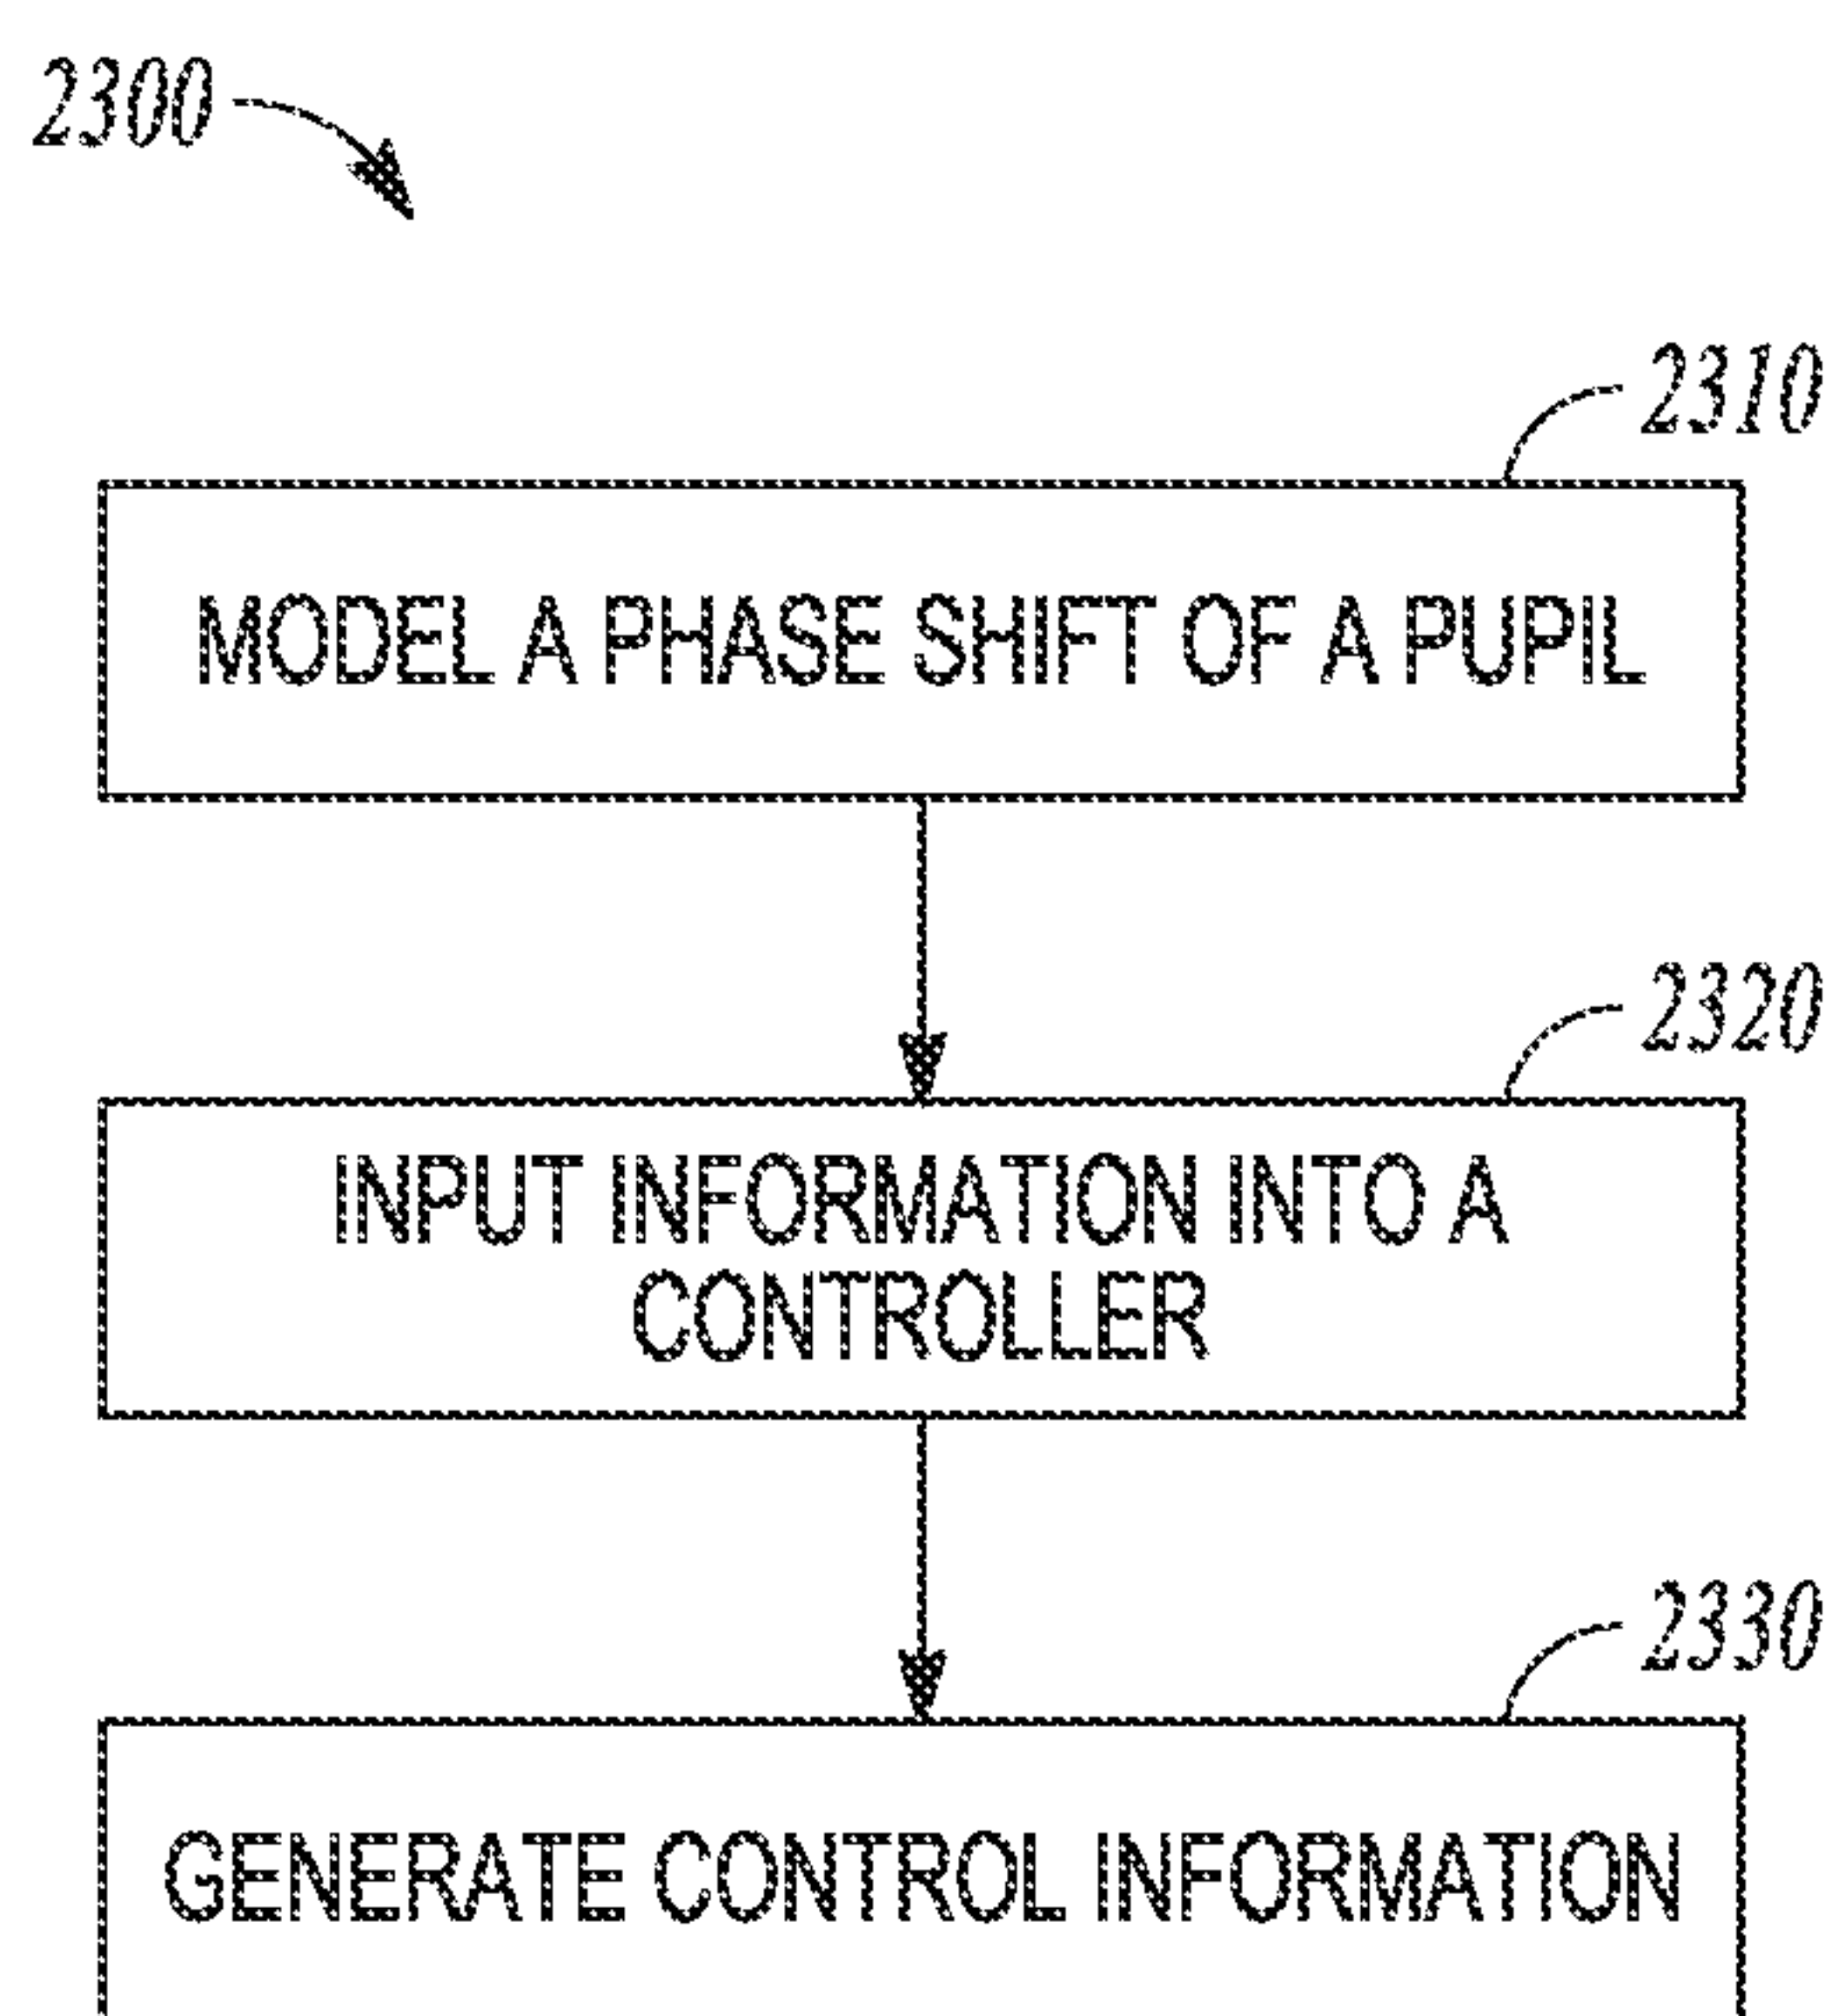 2300
2310
MODEL A PHASE SHIFT OF A PUPIL
2320
INPUT INFORMATION INTO A
CONTROLLER
2330
GENERATE CONTROL INFORMATION